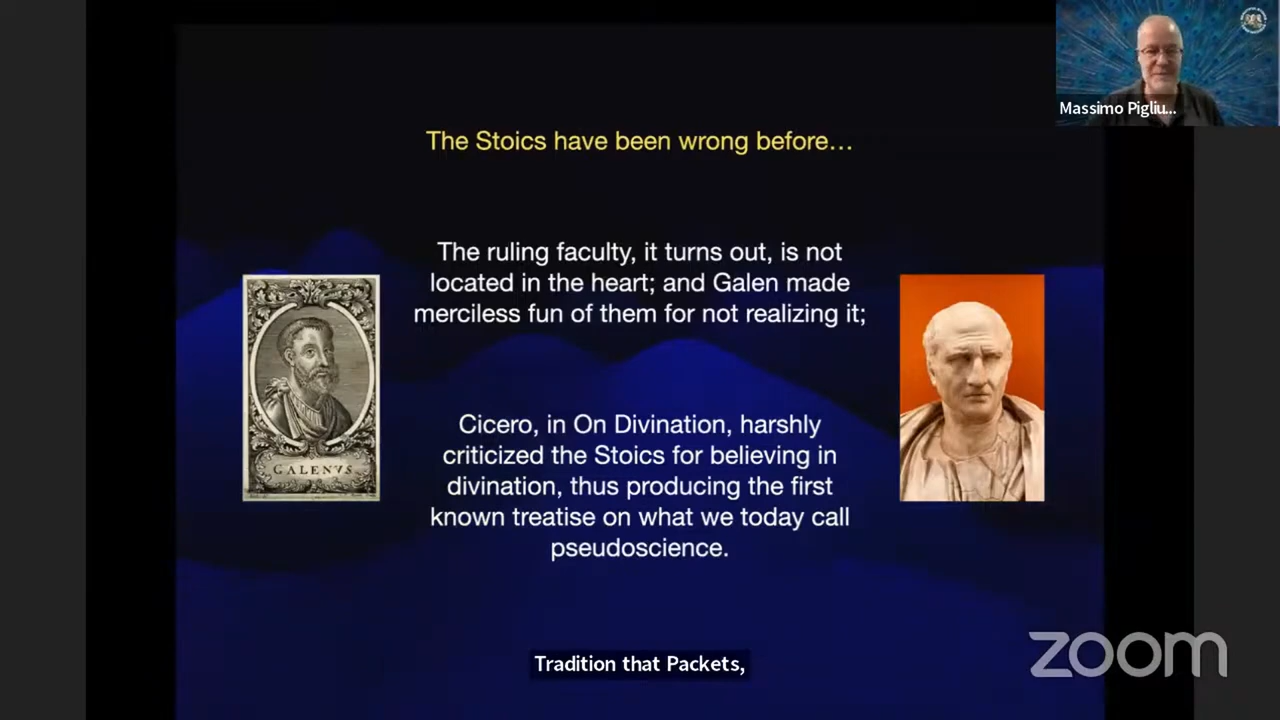 Massimo Pigliu...
The Stoics have been wrong before...
The ruling faculty, it turns out, is not
located in the heart; and Galen made
merciless fun of them for not realizing it;
Cicero, in On Divination, harshly
criticized the Stoics for believing in
divination, thus producing the first
known treatise on what we today call
pseudoscience.
GALENVS
Tradition that Packets,
zoom